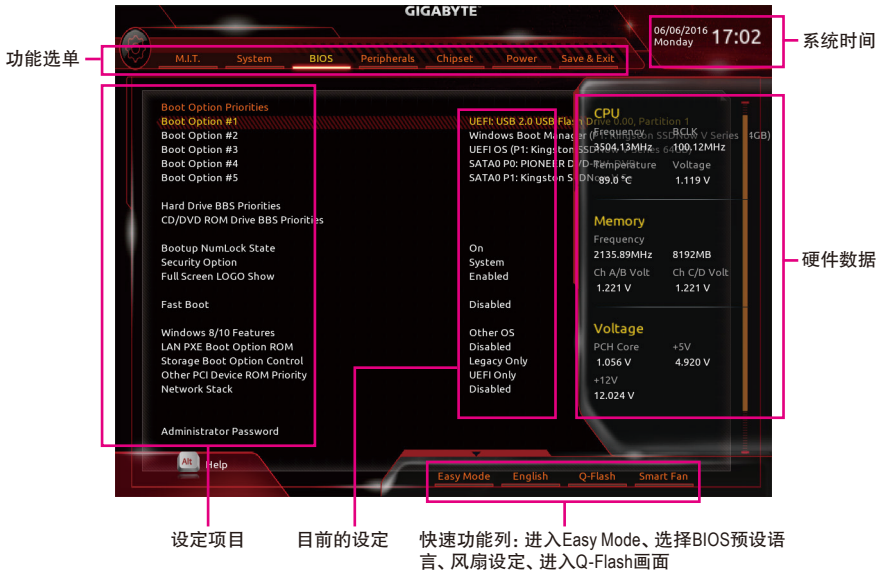 GIGABYTE
06/06/2016
Monday
17:02
系统时间
功能选单
M.I.T. System BIOS Peripherals Chipset Power Save & Exit
Boot Option Priorities
Boot Option #1 UEFI: USB 2.0 USB Flash Drive 0.00, Partition 1
Boot Option #2 Windows Boot Manager (P1: Kingston SSDNow V Series 64GB)
Boot Option #3 UEFI OS (P1: Kingston SSDNow V Series 64GB)
Boot Option #4 SATA0 P0: PIONEER DVD-RW
Boot Option #5 SATA0 P1: Kingston SSDNow V
Hard Drive BBS Priorities
CD/DVD ROM Drive BBS Priorities
Bootup NumLock State On
Security Option System
Full Screen LOGO Show Enabled
Fast Boot Disabled
Windows 8/10 Features Other OS
LAN PXE Boot Option ROM Disabled
Storage Boot Option Control Legacy Only
Other PCI Device ROM Priority UEFI Only
Network Stack Disabled
Administrator Password
CPU
Frequency BCLK
3504.13MHz 100.12MHz
Temperature Voltage
89.0 °C 1.119 V
Memory
Frequency
2135.89MHz 8192MB
Ch A/B Volt Ch C/D Volt
1.221 V 1.221 V
Voltage
PCH Core +5V
1.056 V 4.920 V
+12V
12.024 V
硬件数据
Alt Help
Easy Mode English Q-Flash Smart Fan
设定项目
目前的设定
快速功能列: 进入Easy Mode、选择BIOS预设语
言、风扇设定、进入Q-Flash画面